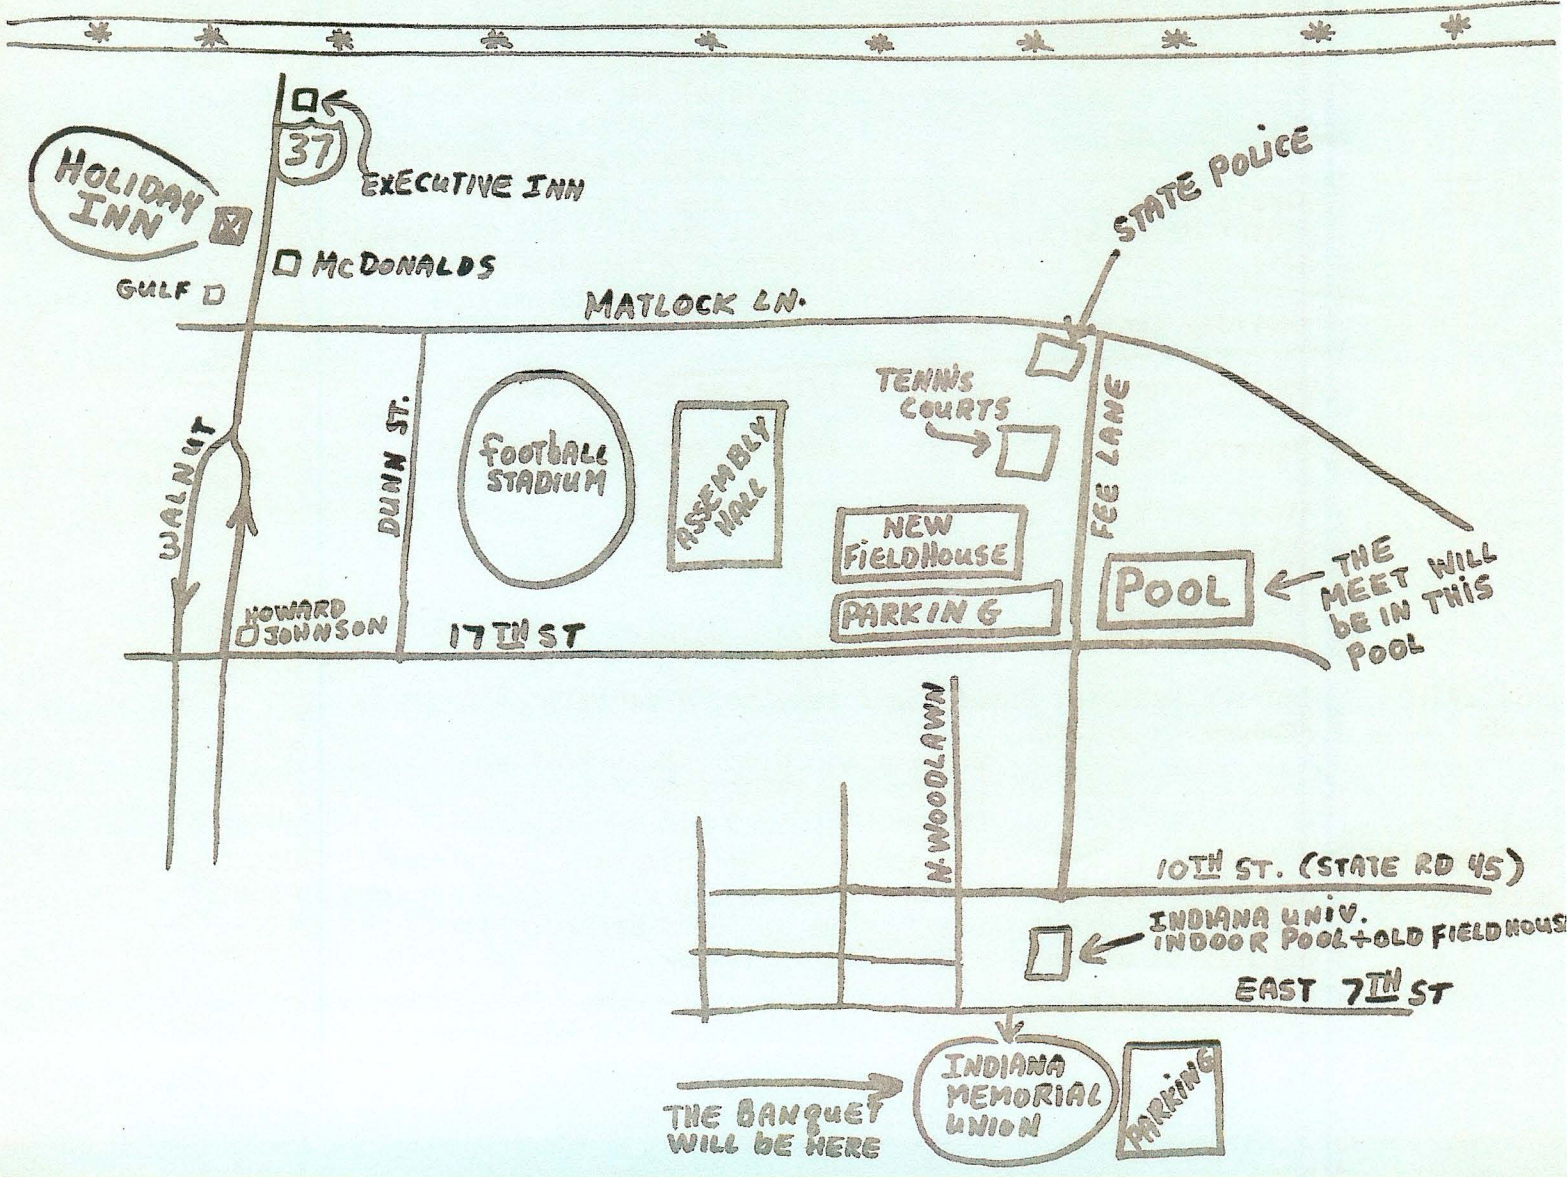 37
EXECUTIVE INN
HOLIDAY
INN
McDONALDS
GULF
STATE POLICE
MATLOCK LN.
TENNIS
COURTS
FEE LANE
WALNUT
DUNN ST.
FOOTBALL
STADIUM
ASSEMBLY
HALL
NEW
FIELDHOUSE
PARKING
POOL
THE
MEET WILL
BE IN THIS
POOL
HOWARD
JOHNSON
17TH ST
N. WOODLAWN
10TH ST. (STATE RD 45)
INDIANA UNIV.
INDOOR POOL + OLD FIELDHOUSE
EAST 7TH ST
INDIANA
MEMORIAL
UNION
PARKING
THE BANQUET
WILL BE HERE